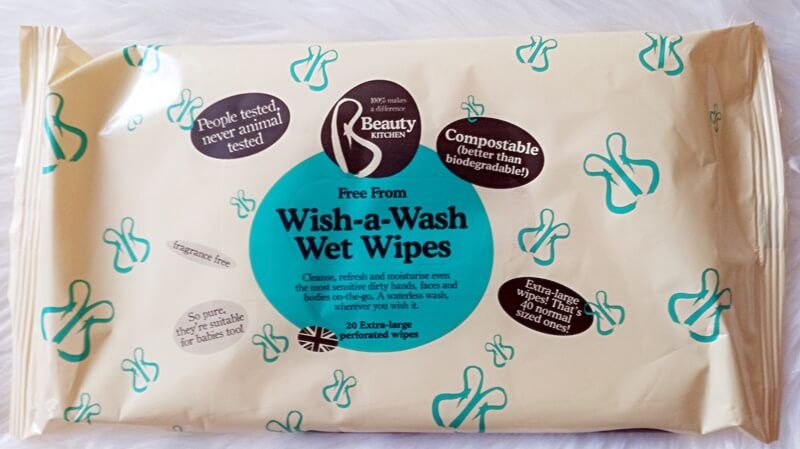 People tested,
never animal
tested
100% makes
a difference
Beauty
KITCHEN
Compostable
(better than
biodegradable!)
Free From
Wish-a-Wash
Wet Wipes
Cleanse, refresh and moisturise even
the most sensitive dirty hands, faces and
bodies on-the-go. A waterless wash,
wherever you wish it.
20 Extra-large
perforated wipes
fragrance free
So pure,
they're suitable
for babies too!
Extra-large
wipes! That's
40 normal
sized ones!